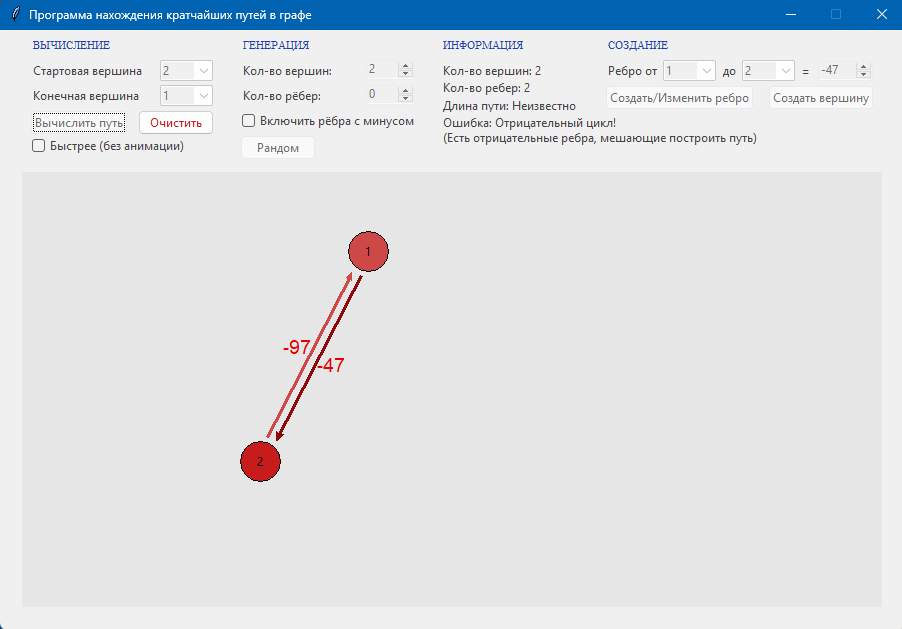 Программа нахождения кратчайших путей в графе
ВЫЧИСЛЕНИЕ
Стартовая вершина 2
Конечная вершина 1
Вычислить путь Очистить
Быстрее (без анимации)
ГЕНЕРАЦИЯ
Кол-во вершин: 2
Кол-во рёбер: 0
Включить рёбра с минусом
Рандом
ИНФОРМАЦИЯ
Кол-во вершин: 2
Кол-во ребер: 2
Длина пути: Неизвестно
Ошибка: Отрицательный цикл!
(Есть отрицательные ребра, мешающие построить путь)
СОЗДАНИЕ
Ребро от 1 до 2 = -47
Создать/Изменить ребро Создать вершину
1
-97
-47
2